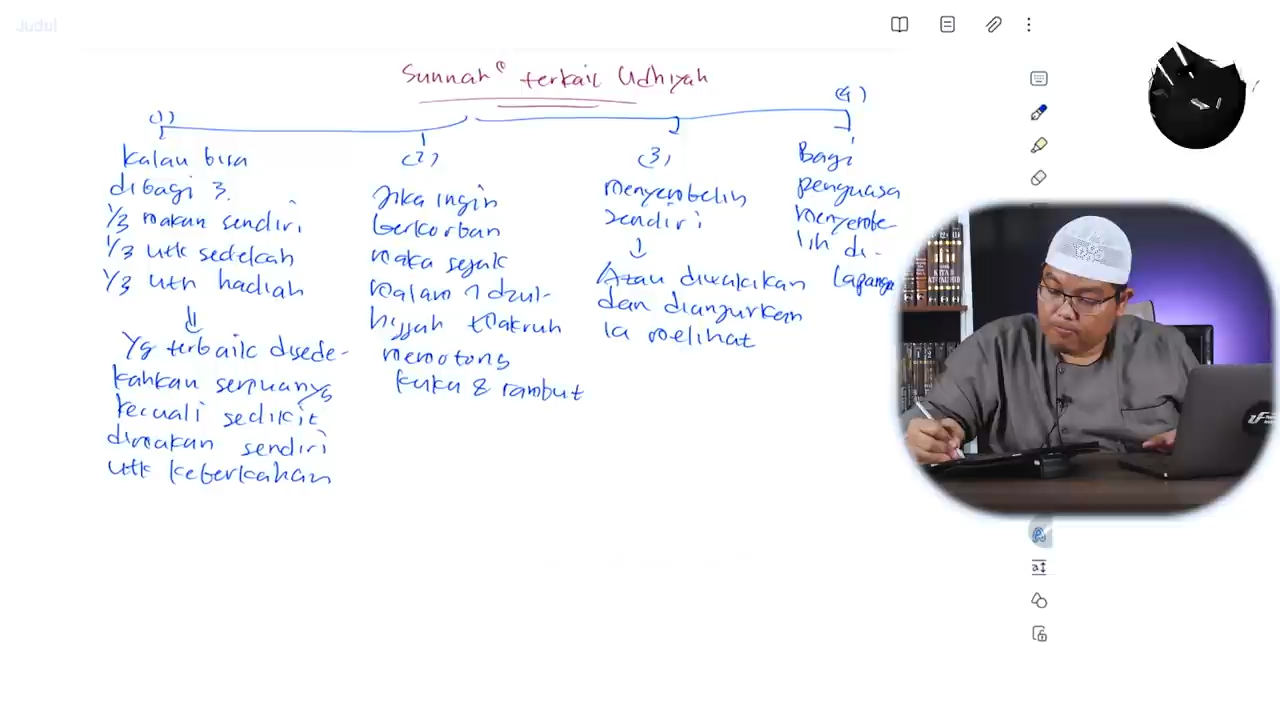 Judul
Sunnah² terkait Udhiyah
(1)
Kalau bisa
dibagi 3.
1/3 makan sendiri
1/3 utk sedekah
1/3 utk hadiah
Yg terbaik disede-
kahkan semuanya
kecuali sedikit
dimakan sendiri
utk keberkahan
(2)
Jika ingin
berkorban
maka sejak
malam 1 dzul-
hijjah makruh
memotong
kuku & rambut
(3)
menyembelih
sendiri
Atau diwakikan
dan dianjurkan
ia melihat
(4)
Bagi
penguasa
menyembe-
lih di-
lapanga